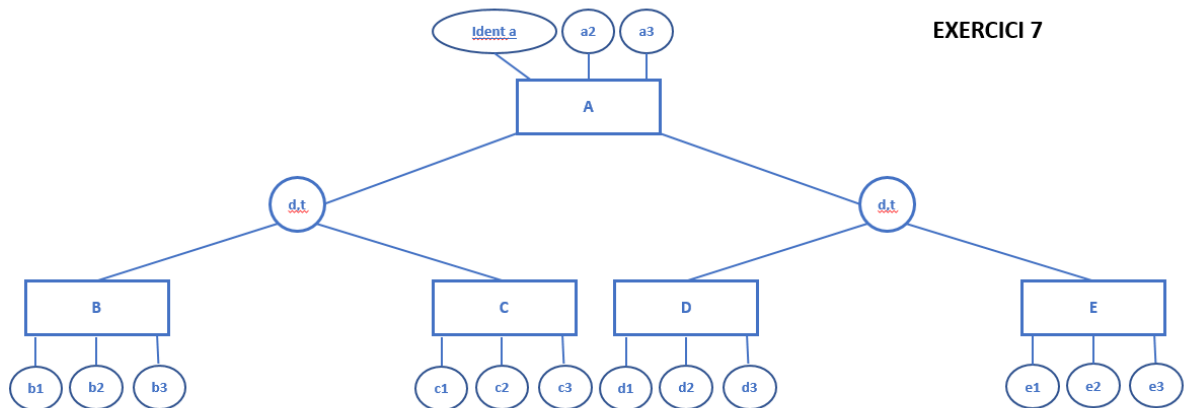 EXERCICI 7
Ident a
a2
a3
A
d,t
d,t
B
C
D
E
b1
b2
b3
c1
c2
c3
d1
d2
d3
e1
e2
e3